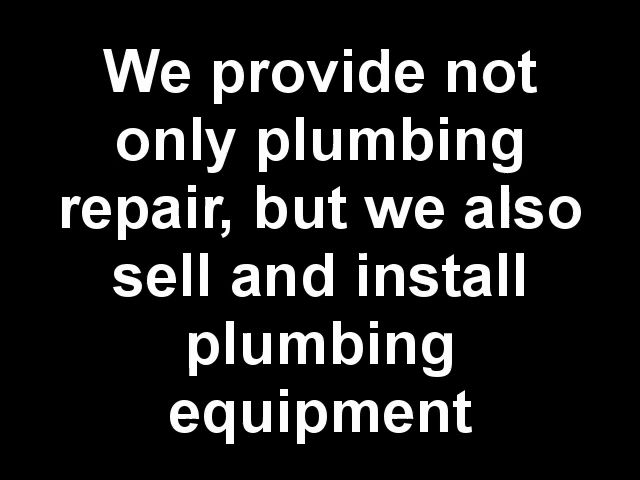 We provide not
only plumbing
repair, but we also
sell and install
plumbing
equipment